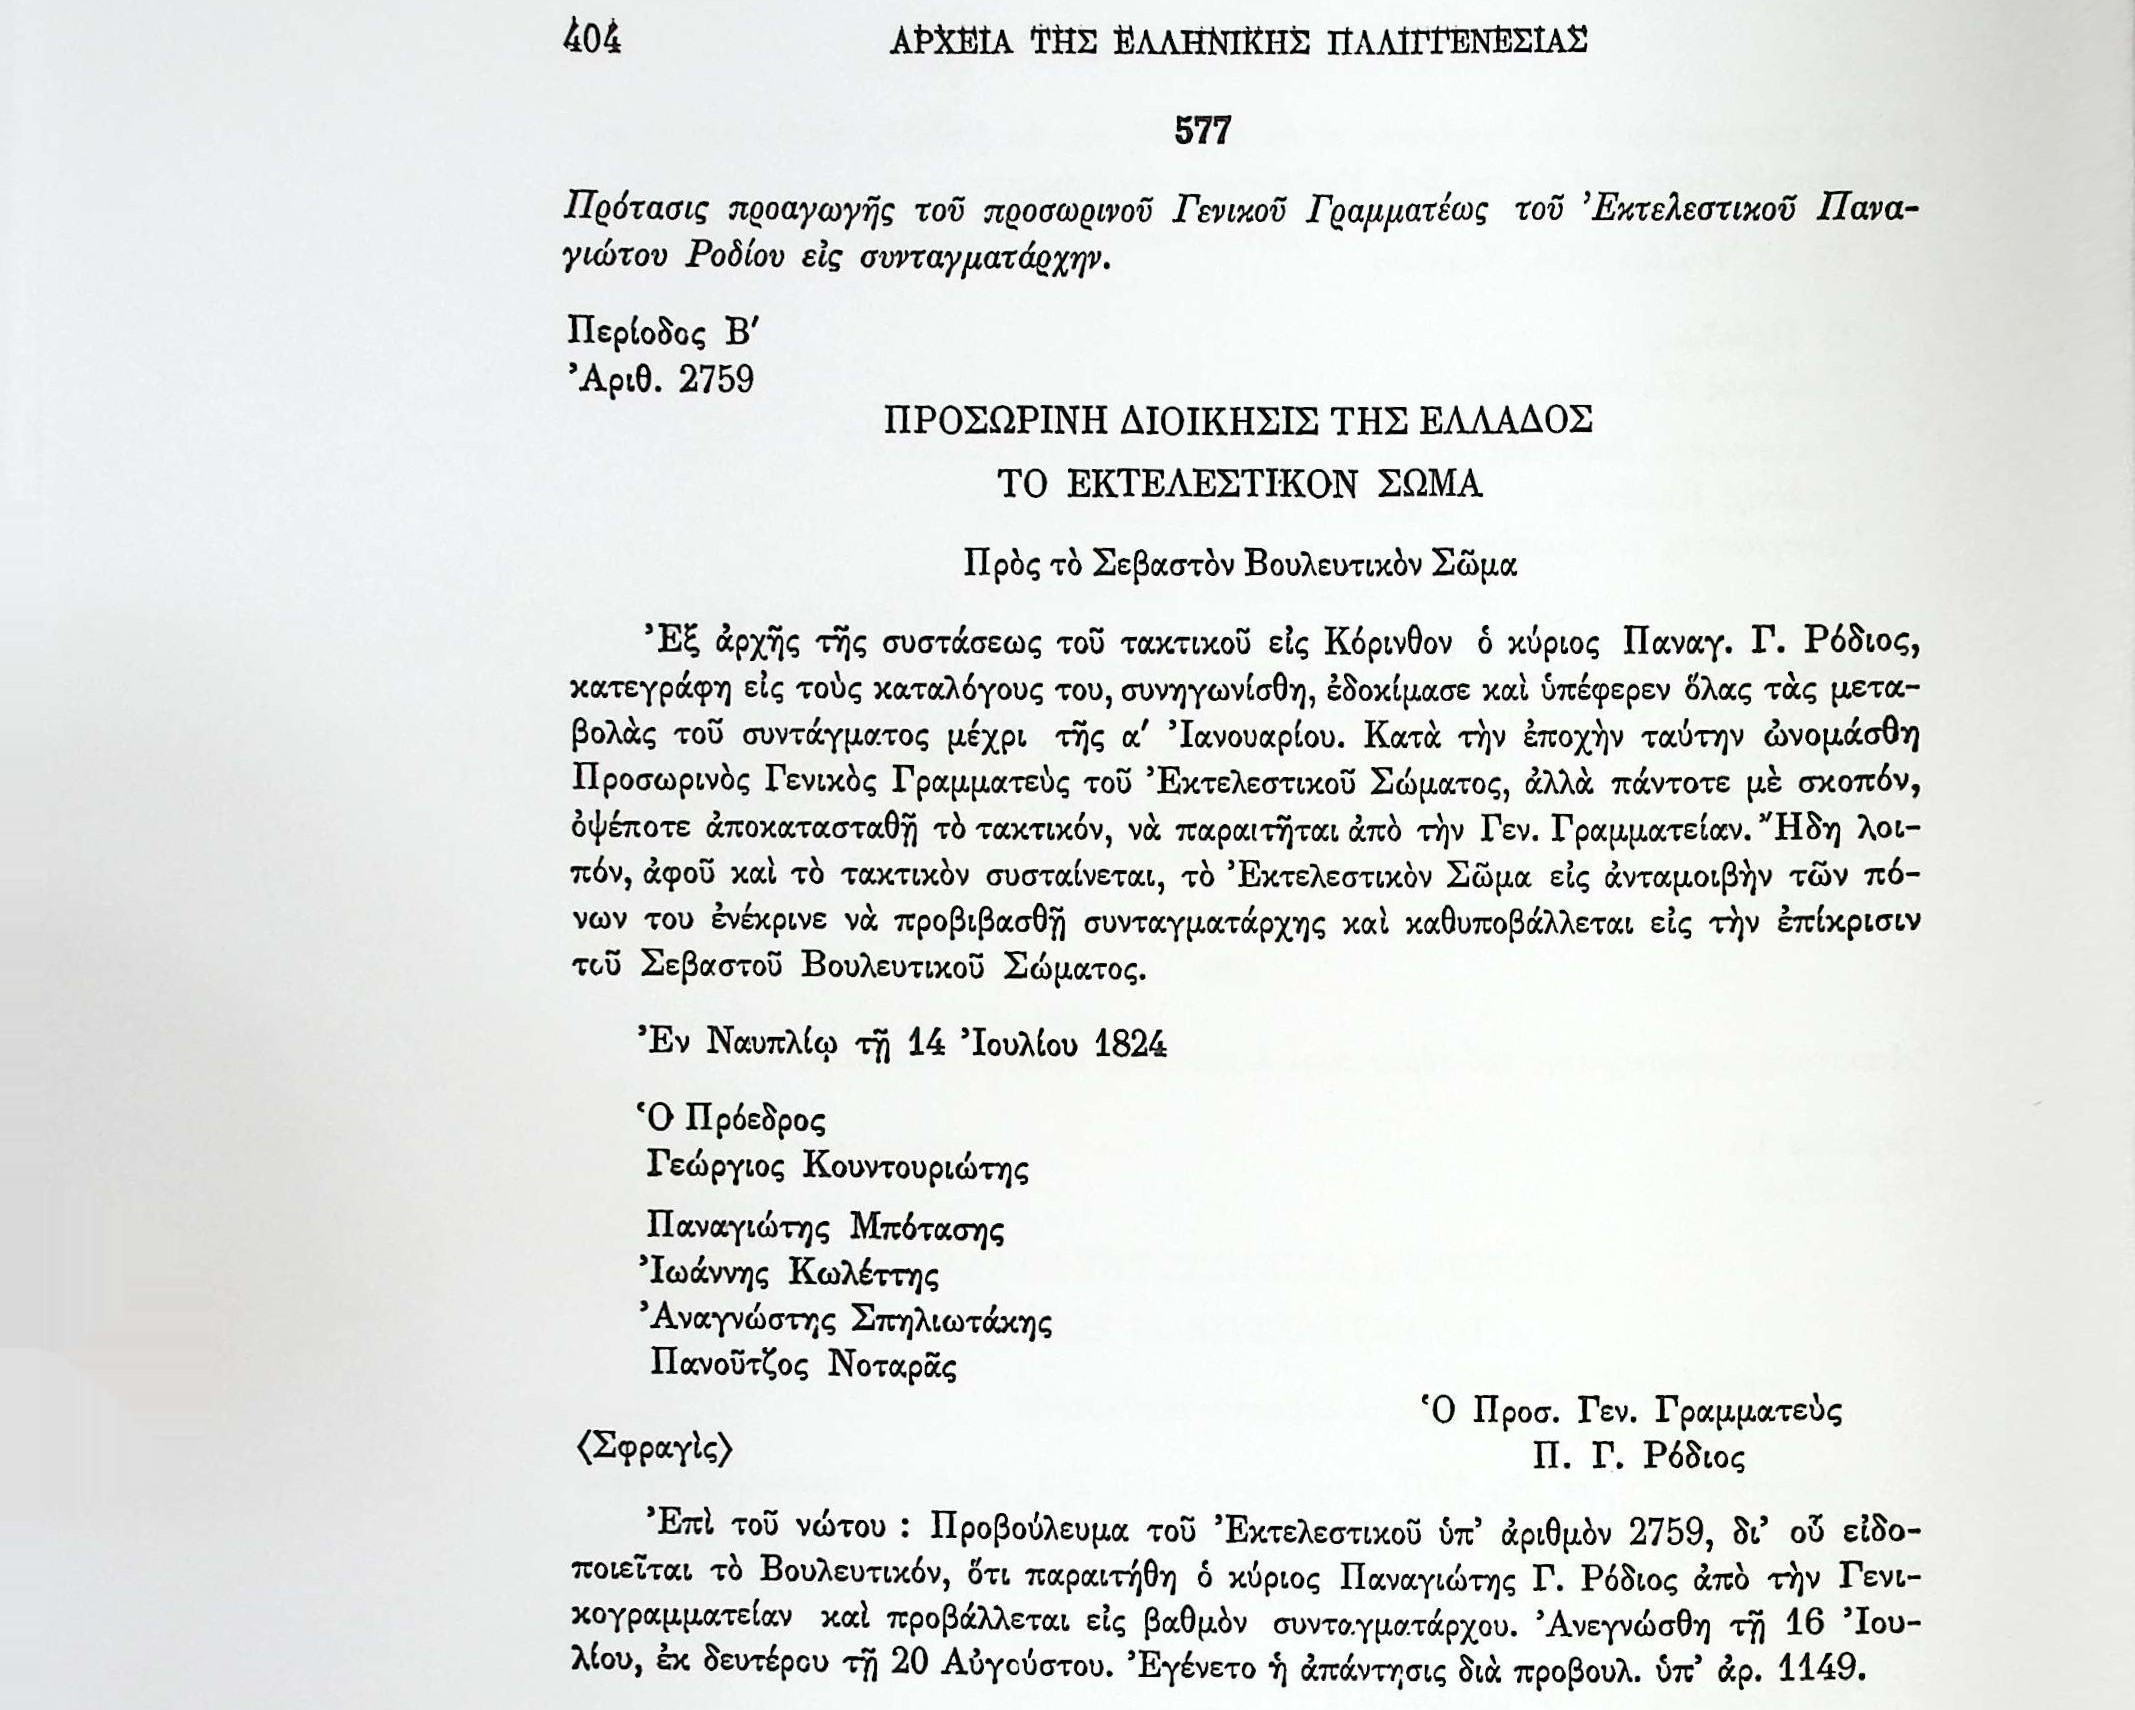 404 ΑΡΧΕΙΑ ΤΗΣ ΕΛΛΗΝΙΚΗΣ ΠΑΛΙΓΓΕΝΕΣΙΑΣ
577
Πρότασις προαγωγῆς τοῦ προσωρινοῦ Γενικοῦ Γραμματέως τοῦ Ἐκτελεστικοῦ Πανα-
γιώτου Ροδίου εἰς συνταγματάρχην.
Περίοδος Β′
Ἀριθ. 2759
ΠΡΟΣΩΡΙΝΗ ΔΙΟΙΚΗΣΙΣ ΤΗΣ ΕΛΛΑΔΟΣ
ΤΟ ΕΚΤΕΛΕΣΤΙΚΟΝ ΣΩΜΑ
Πρὸς τὸ Σεβαστὸν Βουλευτικὸν Σῶμα
Ἐξ ἀρχῆς τῆς συστάσεως τοῦ τακτικοῦ εἰς Κόρινθον ὁ κύριος Παναγ. Γ. Ρόδιος,
κατεγράφη εἰς τοὺς καταλόγους του, συνηγωνίσθη, ἐδοκίμασε καὶ ὑπέφερεν ὅλας τὰς μετα-
βολὰς τοῦ συντάγματος μέχρι τῆς α′ Ἰανουαρίου. Κατὰ τὴν ἐποχὴν ταύτην ὠνομάσθη
Προσωρινὸς Γενικὸς Γραμματεὺς τοῦ Ἐκτελεστικοῦ Σώματος, ἀλλὰ πάντοτε μὲ σκοπόν,
ὀψέποτε ἀποκατασταθῇ τὸ τακτικόν, νὰ παραιτῆται ἀπὸ τὴν Γεν. Γραμματείαν. Ἤδη λοι-
πόν, ἀφοῦ καὶ τὸ τακτικὸν συσταίνεται, τὸ Ἐκτελεστικὸν Σῶμα εἰς ἀνταμοιβὴν τῶν πό-
νων του ἐνέκρινε νὰ προβιβασθῇ συνταγματάρχης καὶ καθυποβάλλεται εἰς τὴν ἐπίκρισιν
τοῦ Σεβαστοῦ Βουλευτικοῦ Σώματος.
Ἐν Ναυπλίῳ τῇ 14 Ἰουλίου 1824
Ὁ Πρόεδρος
Γεώργιος Κουντουριώτης
Παναγιώτης Μπότασης
Ἰωάννης Κωλέττης
Ἀναγνώστης Σπηλιωτάκης
Πανοῦτζος Νοταρᾶς
Ὁ Προσ. Γεν. Γραμματεὺς
⟨Σφραγὶς⟩ Π. Γ. Ρόδιος
Ἐπὶ τοῦ νώτου : Προβούλευμα τοῦ Ἐκτελεστικοῦ ὑπ’ ἀριθμὸν 2759, δι’ οὗ εἰδο-
ποιεῖται τὸ Βουλευτικόν, ὅτι παραιτήθη ὁ κύριος Παναγιώτης Γ. Ρόδιος ἀπὸ τὴν Γενι-
κογραμματείαν καὶ προβάλλεται εἰς βαθμὸν συνταγματάρχου. Ἀνεγνώσθη τῇ 16 Ἰου-
λίου, ἐκ δευτέρου τῇ 20 Αὐγούστου. Ἐγένετο ἡ ἀπάντησις διὰ προβουλ. ὑπ’ ἀρ. 1149.